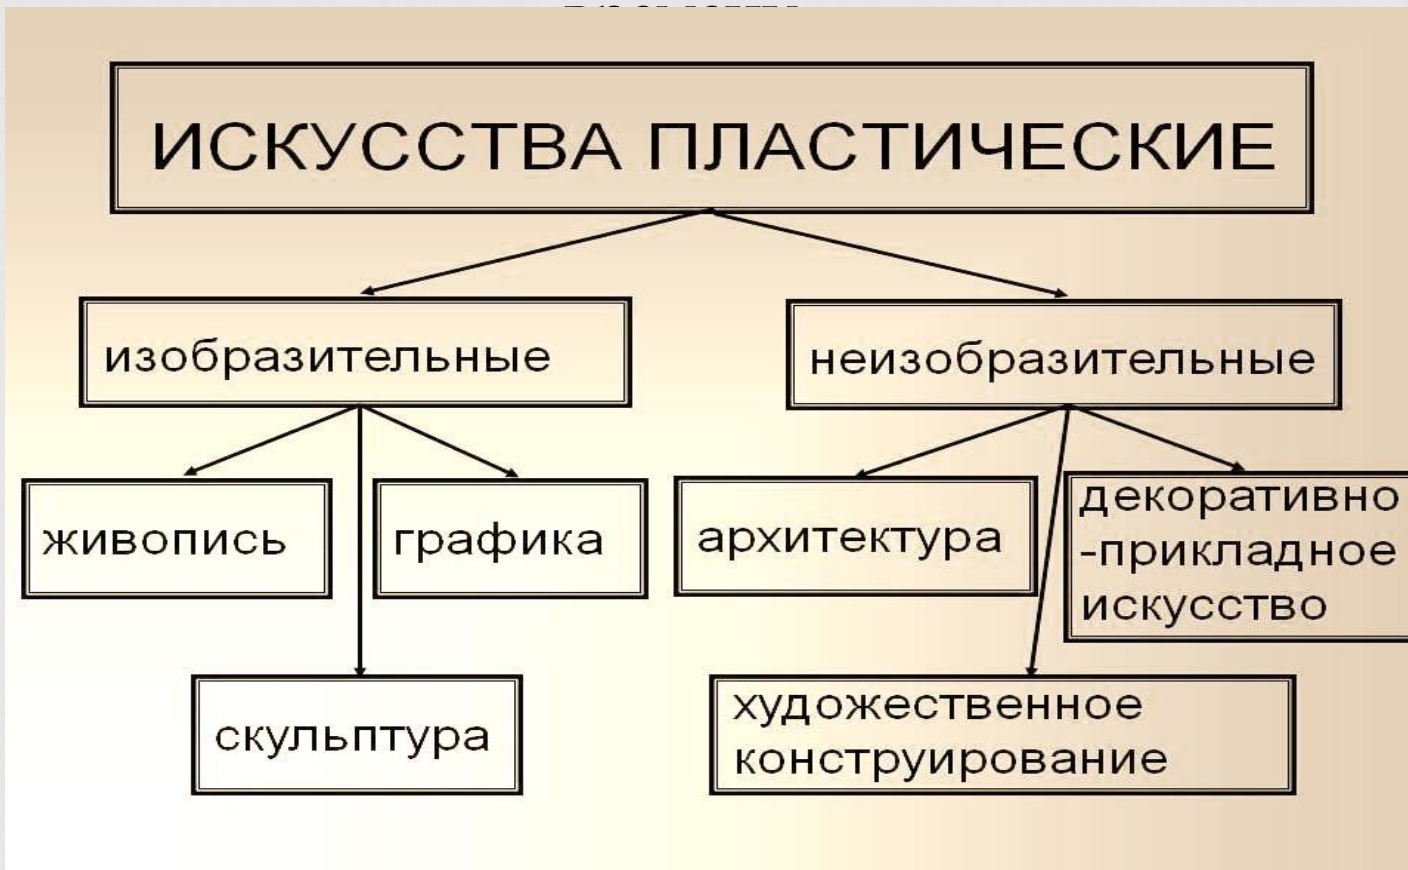 ИСКУССТВА ПЛАСТИЧЕСКИЕ
изобразительные
неизобразительные
живопись
графика
архитектура
декоративно
-прикладное
искусство
скульптура
художественное
конструирование